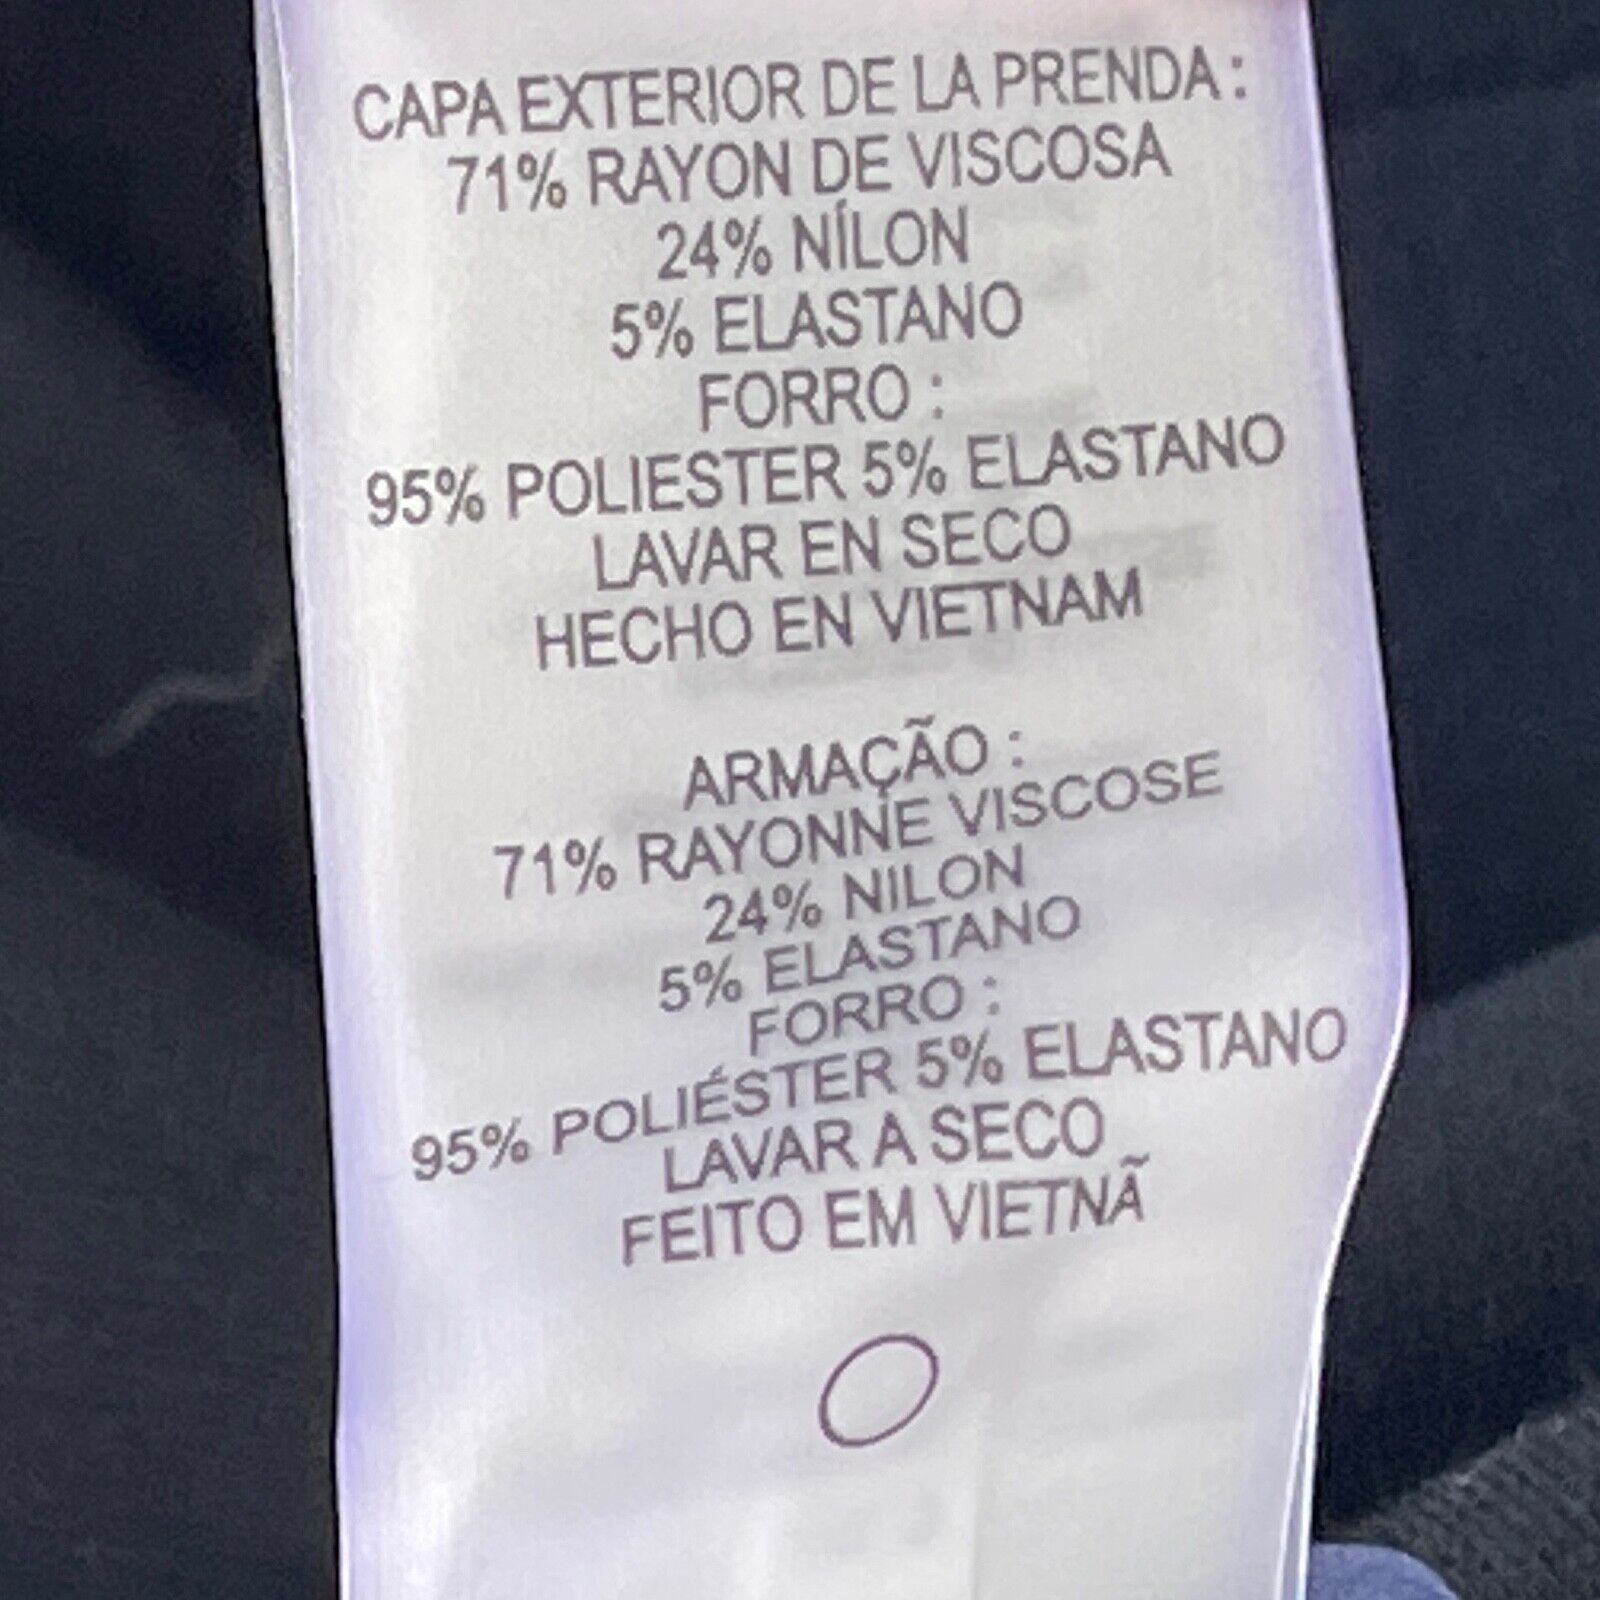 CAPA EXTERIOR DE LA PRENDA :
71% RAYON DE VISCOSA
24% NÍLON
5% ELASTANO
FORRO :
95% POLIESTER 5% ELASTANO
LAVAR EN SECO
HECHO EN VIETNAM
ARMAÇÃO :
71% RAYONNE VISCOSE
24% NILON
5% ELASTANO
FORRO :
95% POLIÉSTER 5% ELASTANO
LAVAR A SECO
FEITO EM VIETNÃ